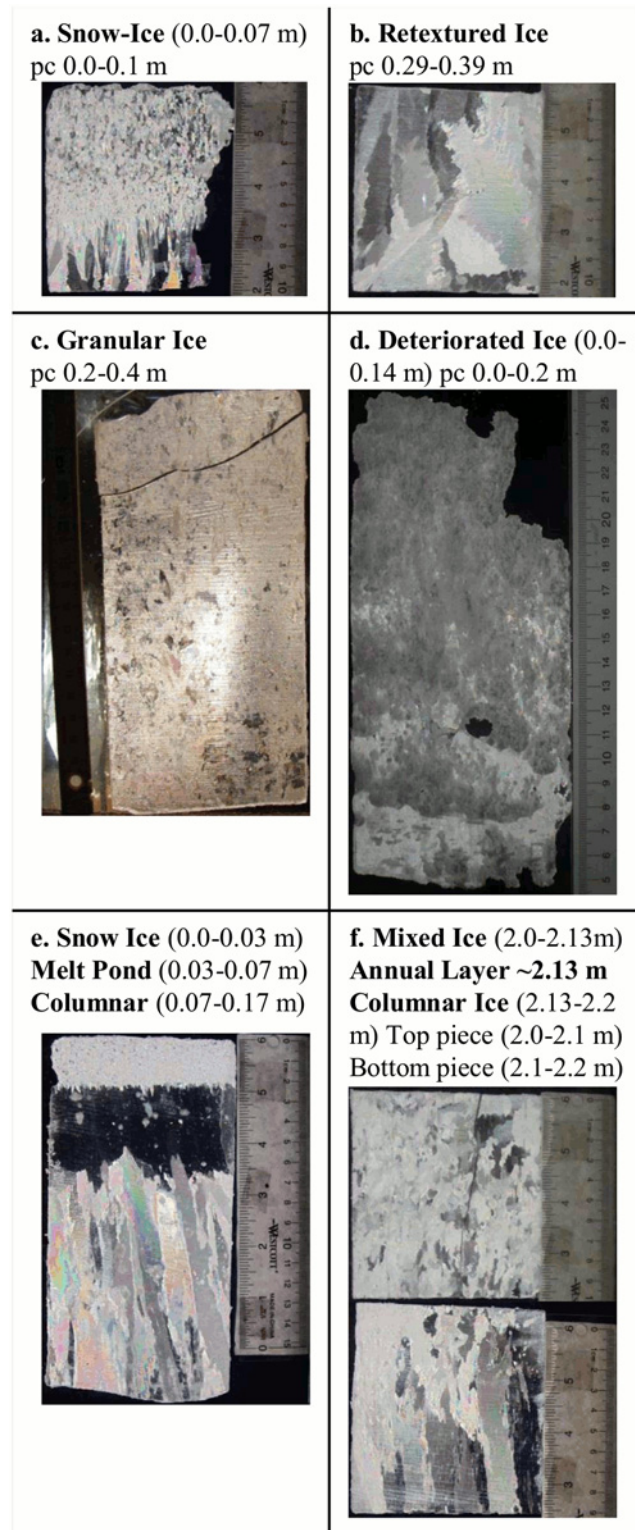 a. Snow-Ice (0.0-0.07 m)
pc 0.0-0.1 m
b. Retextured Ice
pc 0.29-0.39 m
c. Granular Ice
pc 0.2-0.4 m
d. Deteriorated Ice (0.0-
0.14 m) pc 0.0-0.2 m
e. Snow Ice (0.0-0.03 m)
Melt Pond (0.03-0.07 m)
Columnar (0.07-0.17 m)
WESTCOTT
f. Mixed Ice (2.0-2.13m)
Annual Layer ~2.13 m
Columnar Ice (2.13-2.2
m) Top piece (2.0-2.1 m)
Bottom piece (2.1-2.2 m)